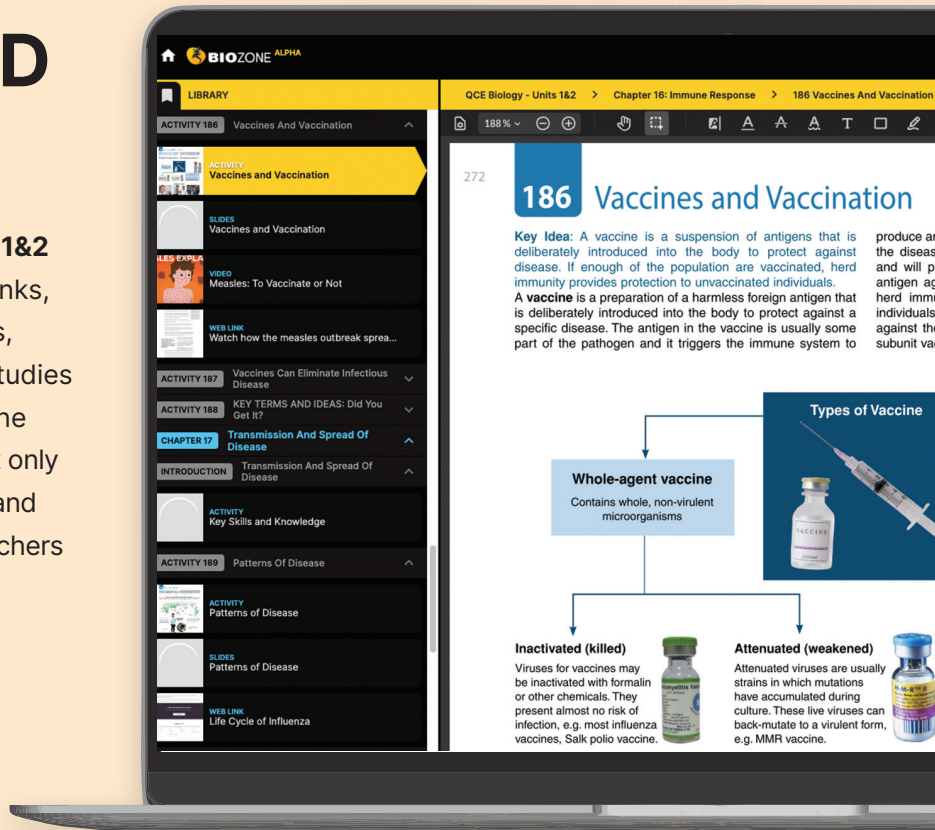 D
1&2
nks,
s,
tudies
ne
t only
and
chers
BIOZONE ALPHA
LIBRARY
ACTIVITY 186 Vaccines And Vaccination
ACTIVITY
Vaccines and Vaccination
SLIDES
Vaccines and Vaccination
VIDEO
Measles: To Vaccinate or Not
WEB LINK
Watch how the measles outbreak sprea...
ACTIVITY 187 Vaccines Can Eliminate Infectious
Disease
ACTIVITY 188 KEY TERMS AND IDEAS: Did You
Get It?
CHAPTER 17 Transmission And Spread Of
Disease
INTRODUCTION Transmission And Spread Of
Disease
ACTIVITY
Key Skills and Knowledge
ACTIVITY 189 Patterns Of Disease
ACTIVITY
Patterns of Disease
SLIDES
Patterns of Disease
WEB LINK
Life Cycle of Influenza
QCE Biology - Units 1&2 > Chapter 16: Immune Response > 186 Vaccines And Vaccination
188%
272
186 Vaccines and Vaccination
Key Idea: A vaccine is a suspension of antigens that is
deliberately introduced into the body to protect against
disease. If enough of the population are vaccinated, herd
immunity provides protection to unvaccinated individuals.
A vaccine is a preparation of a harmless foreign antigen that
is deliberately introduced into the body to protect against a
specific disease. The antigen in the vaccine is usually some
part of the pathogen and it triggers the immune system to
produce an
the diseas
and will p
antigen ag
herd immu
individuals
against the
subunit vac
Types of Vaccine
VACCINE
Whole-agent vaccine
Contains whole, non-virulent
microorganisms
Inactivated (killed)
Viruses for vaccines may
be inactivated with formalin
or other chemicals. They
present almost no risk of
infection, e.g. most influenza
vaccines, Salk polio vaccine.
Attenuated (weakened)
Attenuated viruses are usually
strains in which mutations
have accumulated during
culture. These live viruses can
back-mutate to a virulent form,
e.g. MMR vaccine.
M-M-R™ II